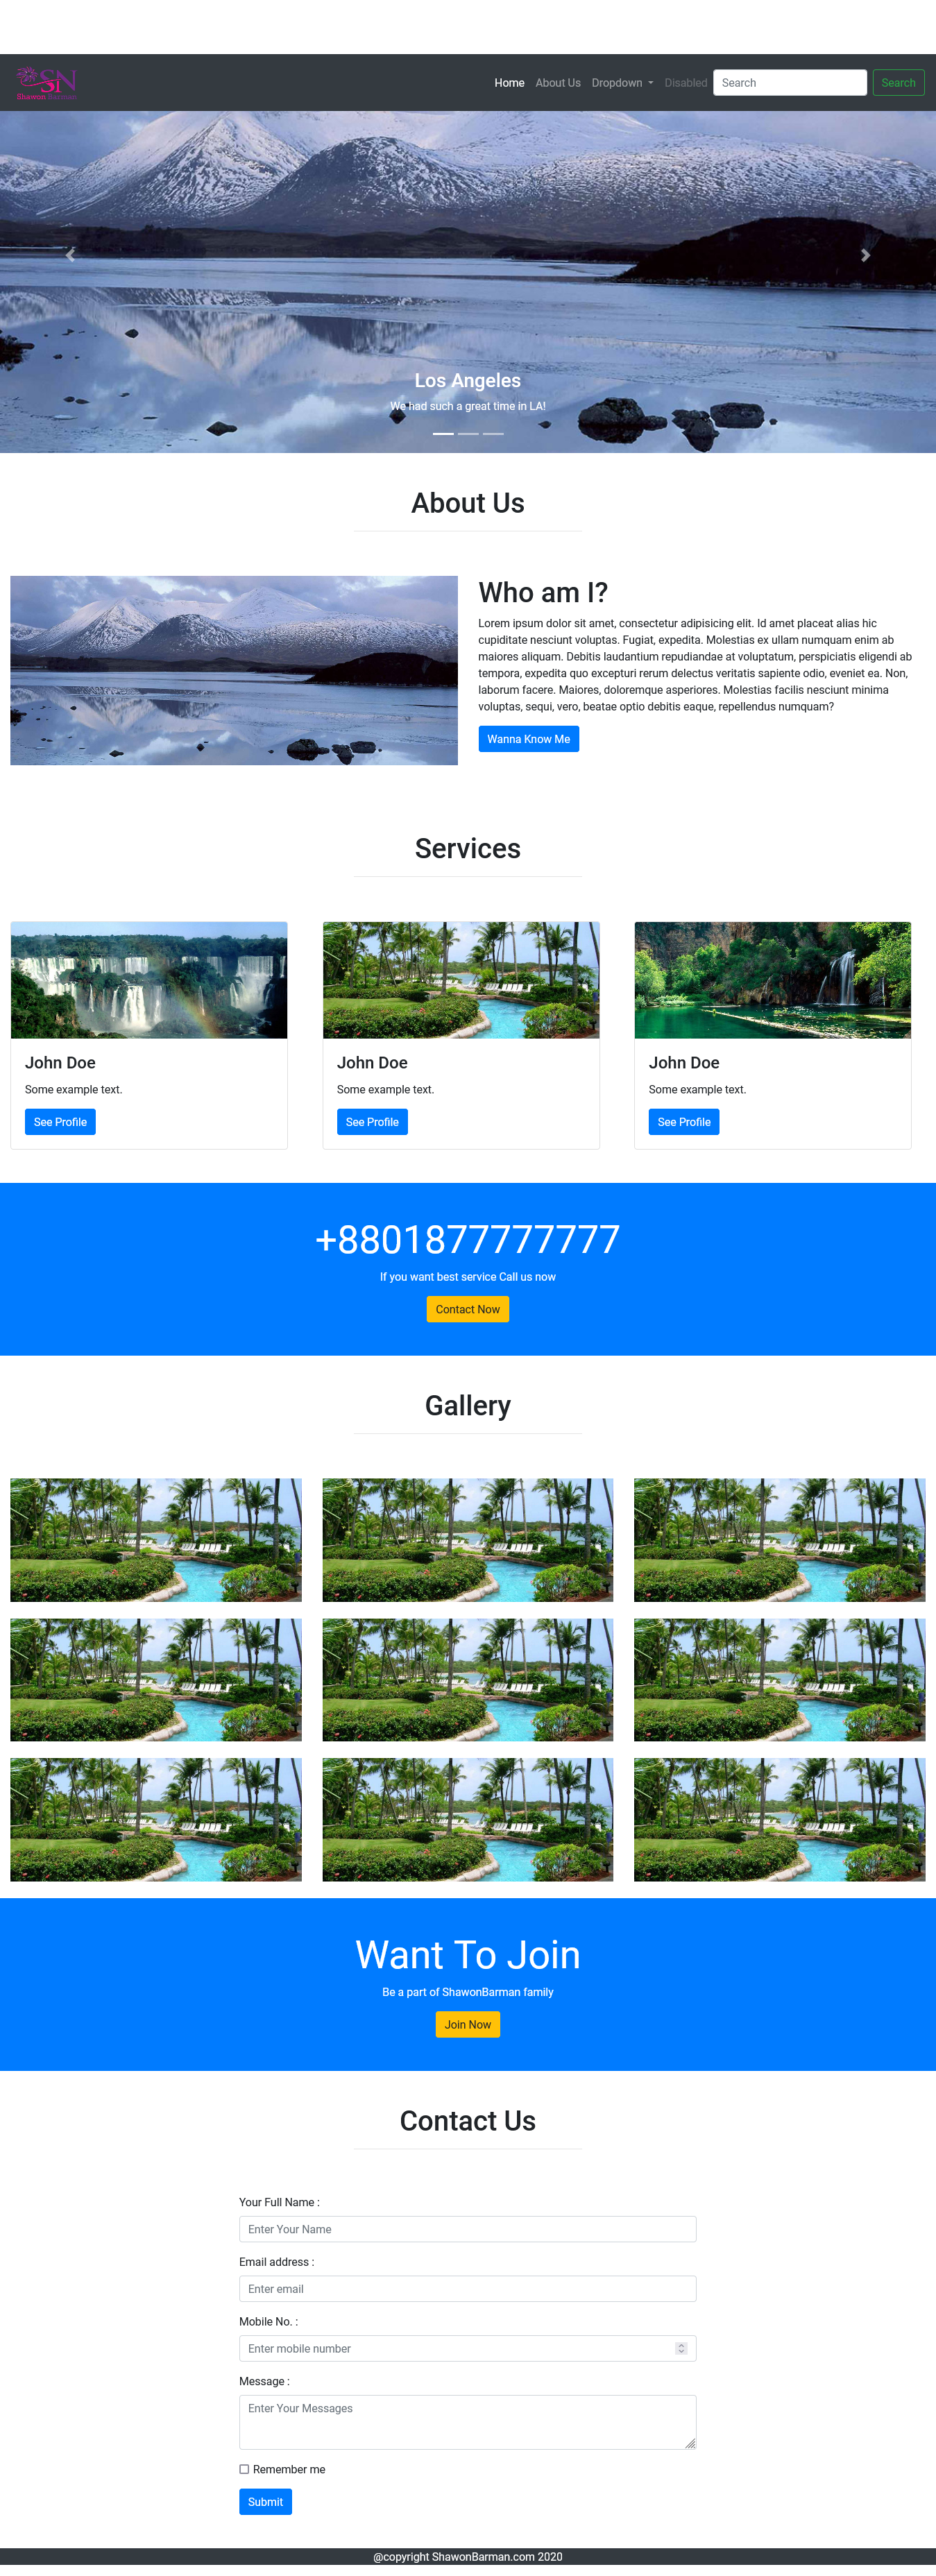 SN
Shawon Barman
Home About Us Dropdown Disabled Search Search
Los Angeles
We had such a great time in LA!
About Us
Who am I?
Lorem ipsum dolor sit amet, consectetur adipisicing elit. Id amet placeat alias hic
cupiditate nesciunt voluptas. Fugiat, expedita. Molestias ex ullam numquam enim ab
maiores aliquam. Debitis laudantium repudiandae at voluptatum, perspiciatis eligendi ab
tempora, expedita quo excepturi rerum delectus veritatis sapiente odio, eveniet ea. Non,
laborum facere. Maiores, doloremque asperiores. Molestias facilis nesciunt minima
voluptas, sequi, vero, beatae optio debitis eaque, repellendus numquam?
Wanna Know Me
Services
John Doe
Some example text.
See Profile
John Doe
Some example text.
See Profile
John Doe
Some example text.
See Profile
+8801877777777
If you want best service Call us now
Contact Now
Gallery
Want To Join
Be a part of ShawonBarman family
Join Now
Contact Us
Your Full Name :
Enter Your Name
Email address :
Enter email
Mobile No. :
Enter mobile number
Message :
Enter Your Messages
Remember me
Submit
@copyright ShawonBarman.com 2020